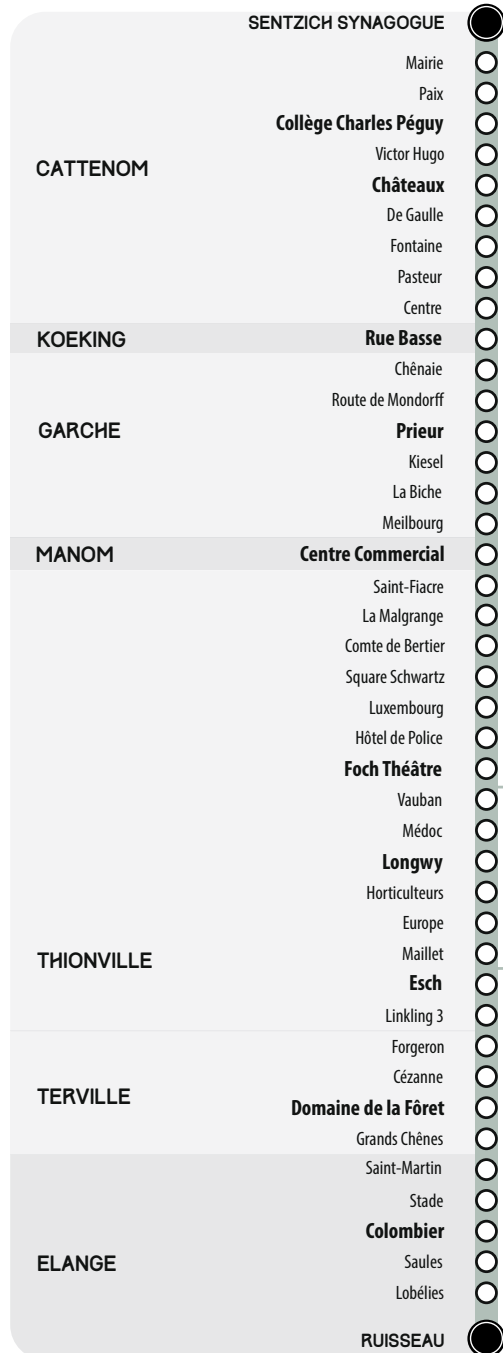 SENTZICH SYNAGOGUE
Mairie
Paix
Collège Charles Péguy
Victor Hugo
CATTENOM
Châteaux
De Gaulle
Fontaine
Pasteur
Centre
KOEKING
Rue Basse
Chênaie
Route de Mondorff
GARCHE
Prieur
Kiesel
La Biche
Meilbourg
MANOM
Centre Commercial
Saint-Fiacre
La Malgrange
Comte de Bertier
Square Schwartz
Luxembourg
Hôtel de Police
Foch Théâtre
Vauban
Médoc
Longwy
Horticulteurs
Europe
Maillet
THIONVILLE
Esch
Linkling 3
Forgeron
Cézanne
TERVILLE
Domaine de la Fôret
Grands Chênes
Saint-Martin
Stade
Colombier
ELANGE
Saules
Lobélies
RUISSEAU